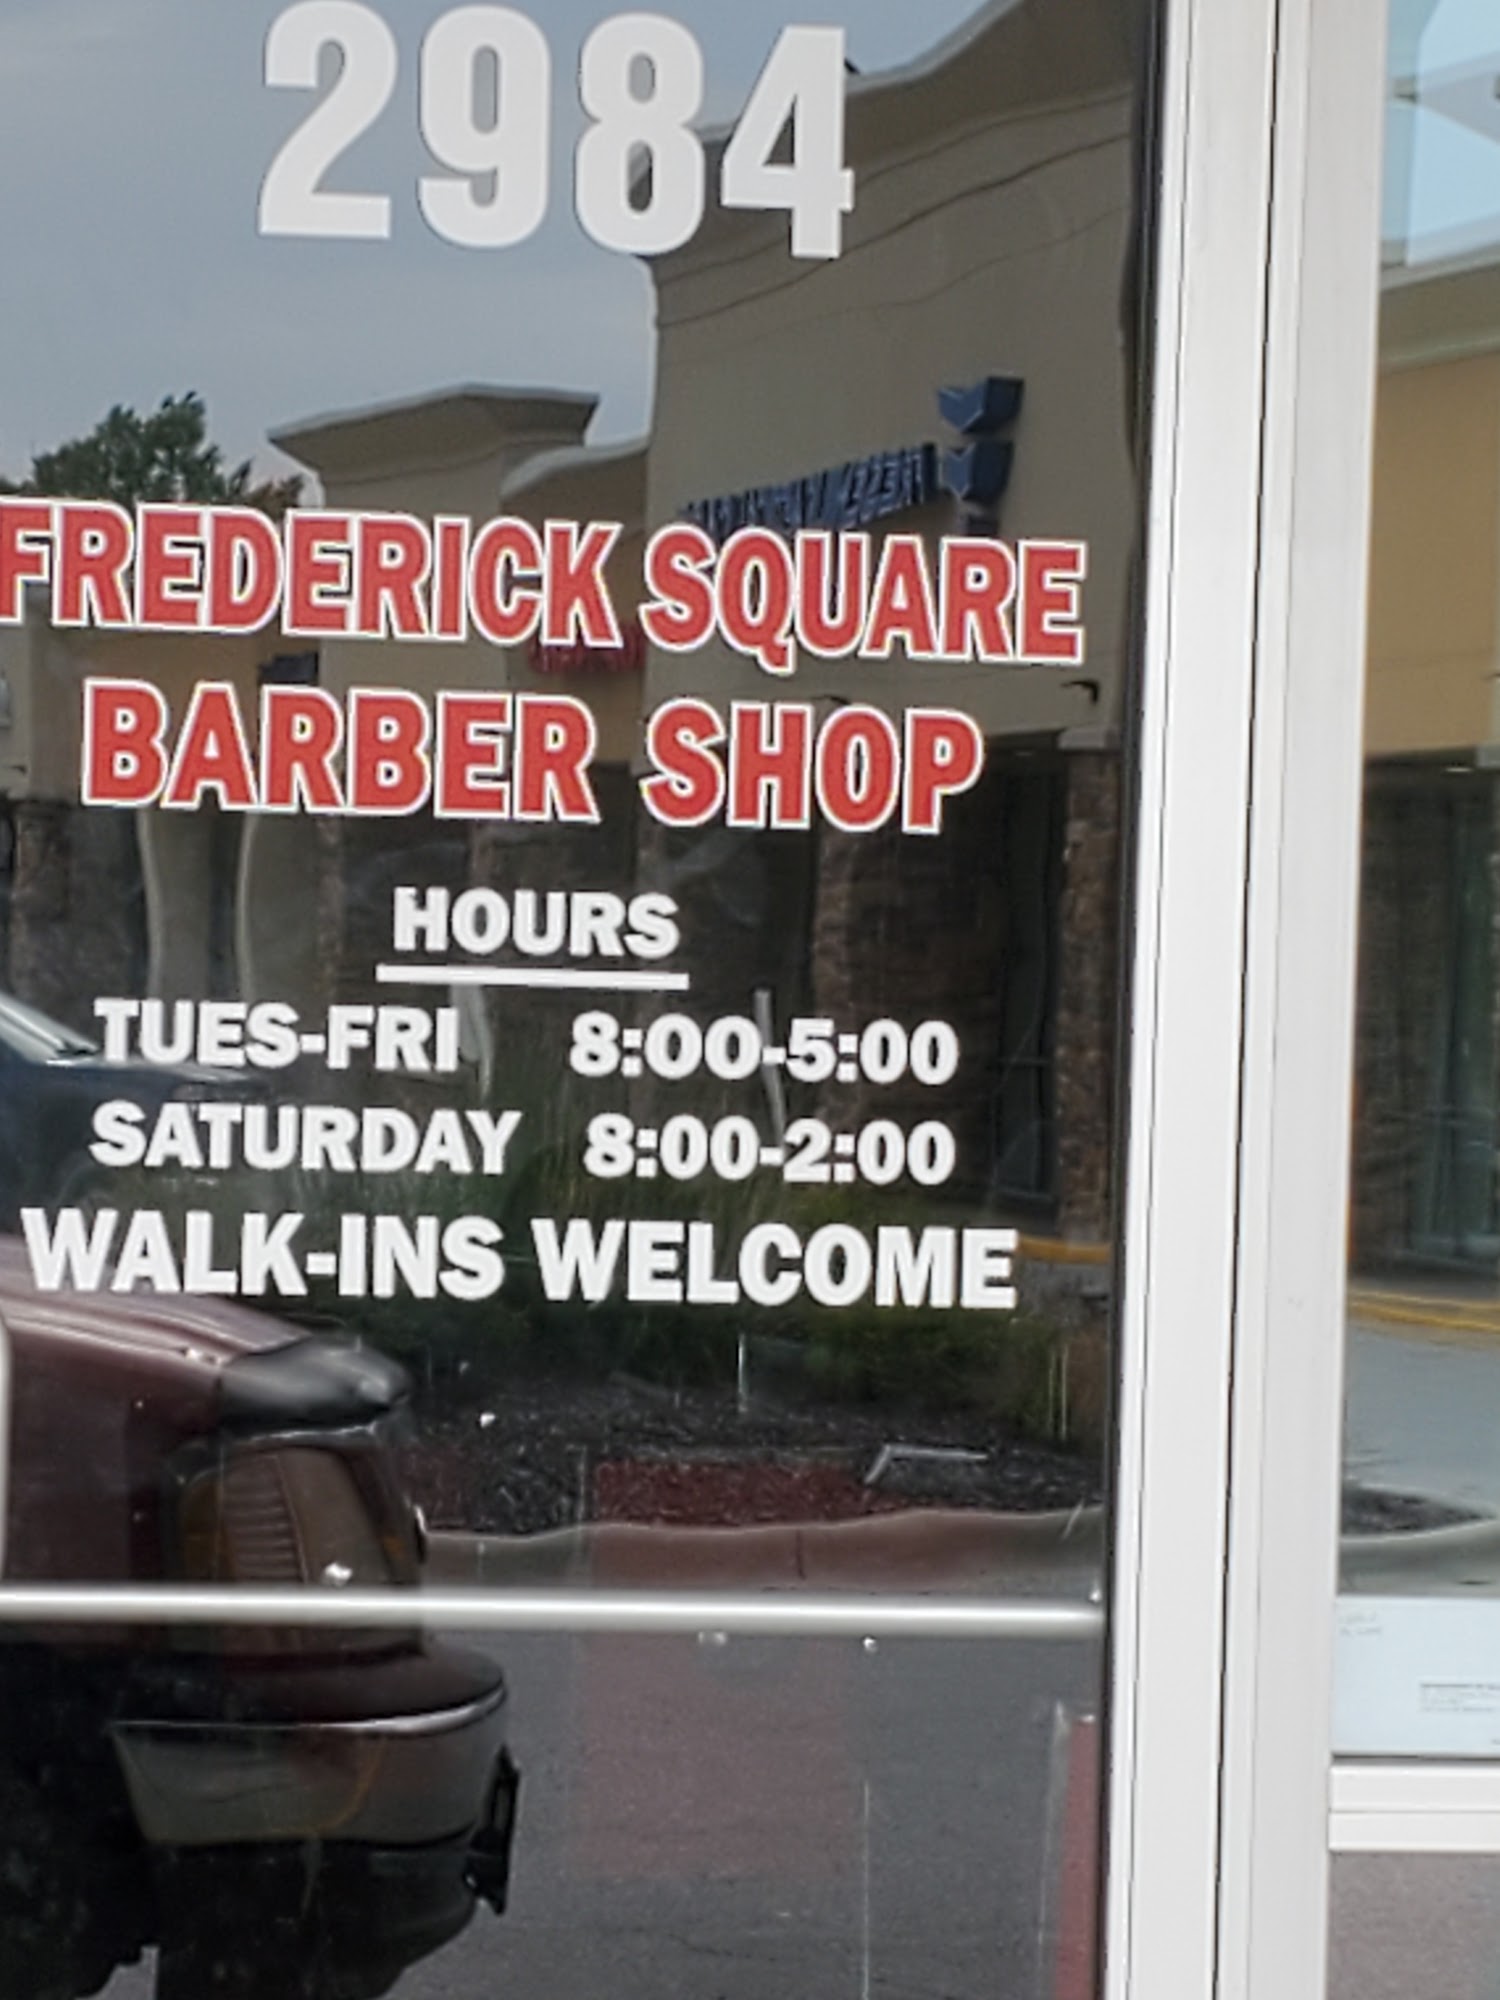 2984
FREDERICK SQUARE
BARBER SHOP
HOURS
TUES-FRI 8:00-5:00
SATURDAY 8:00-2:00
WALK-INS WELCOME